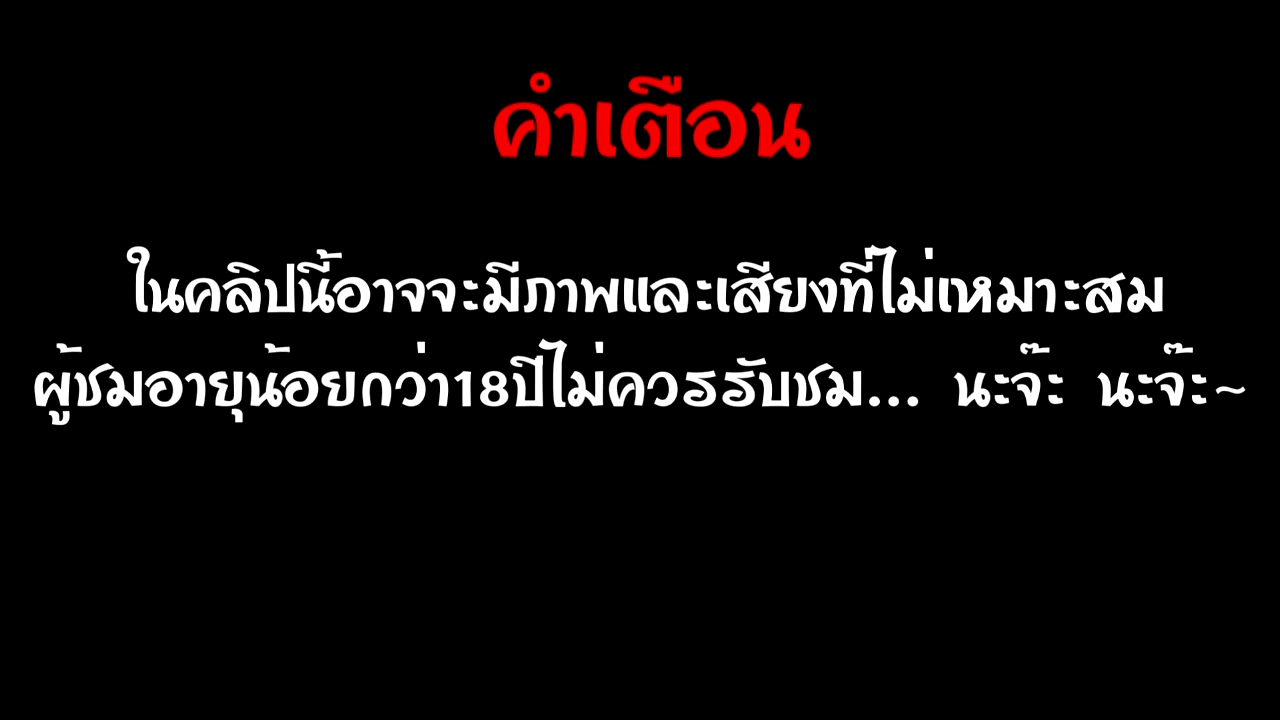 คำเตือน
ในคลิปนี้อาจจะมีภาพและเสียงที่ไม่เหมาะสม
ผู้ชมอายุน้อยกว่า18ปีไม่ควรรับชม... นะจ๊ะ นะจ๊ะ~